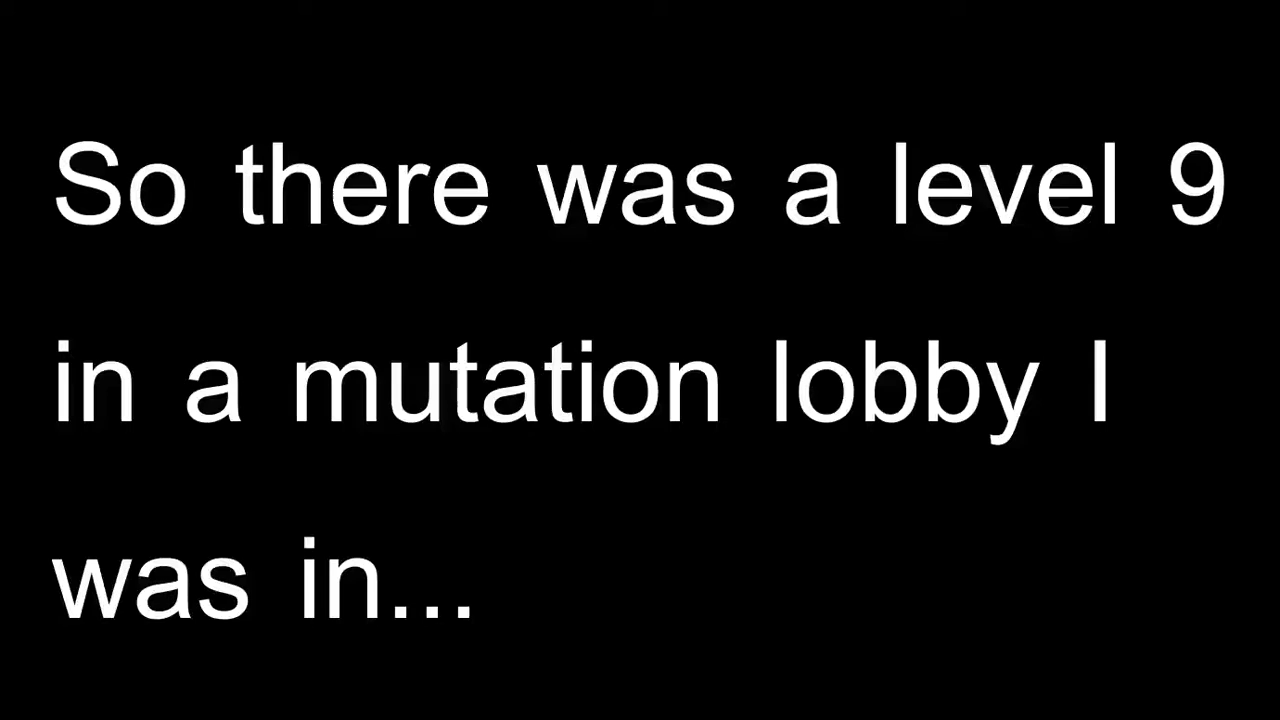 So there was a level 9
in a mutation lobby I
was in...